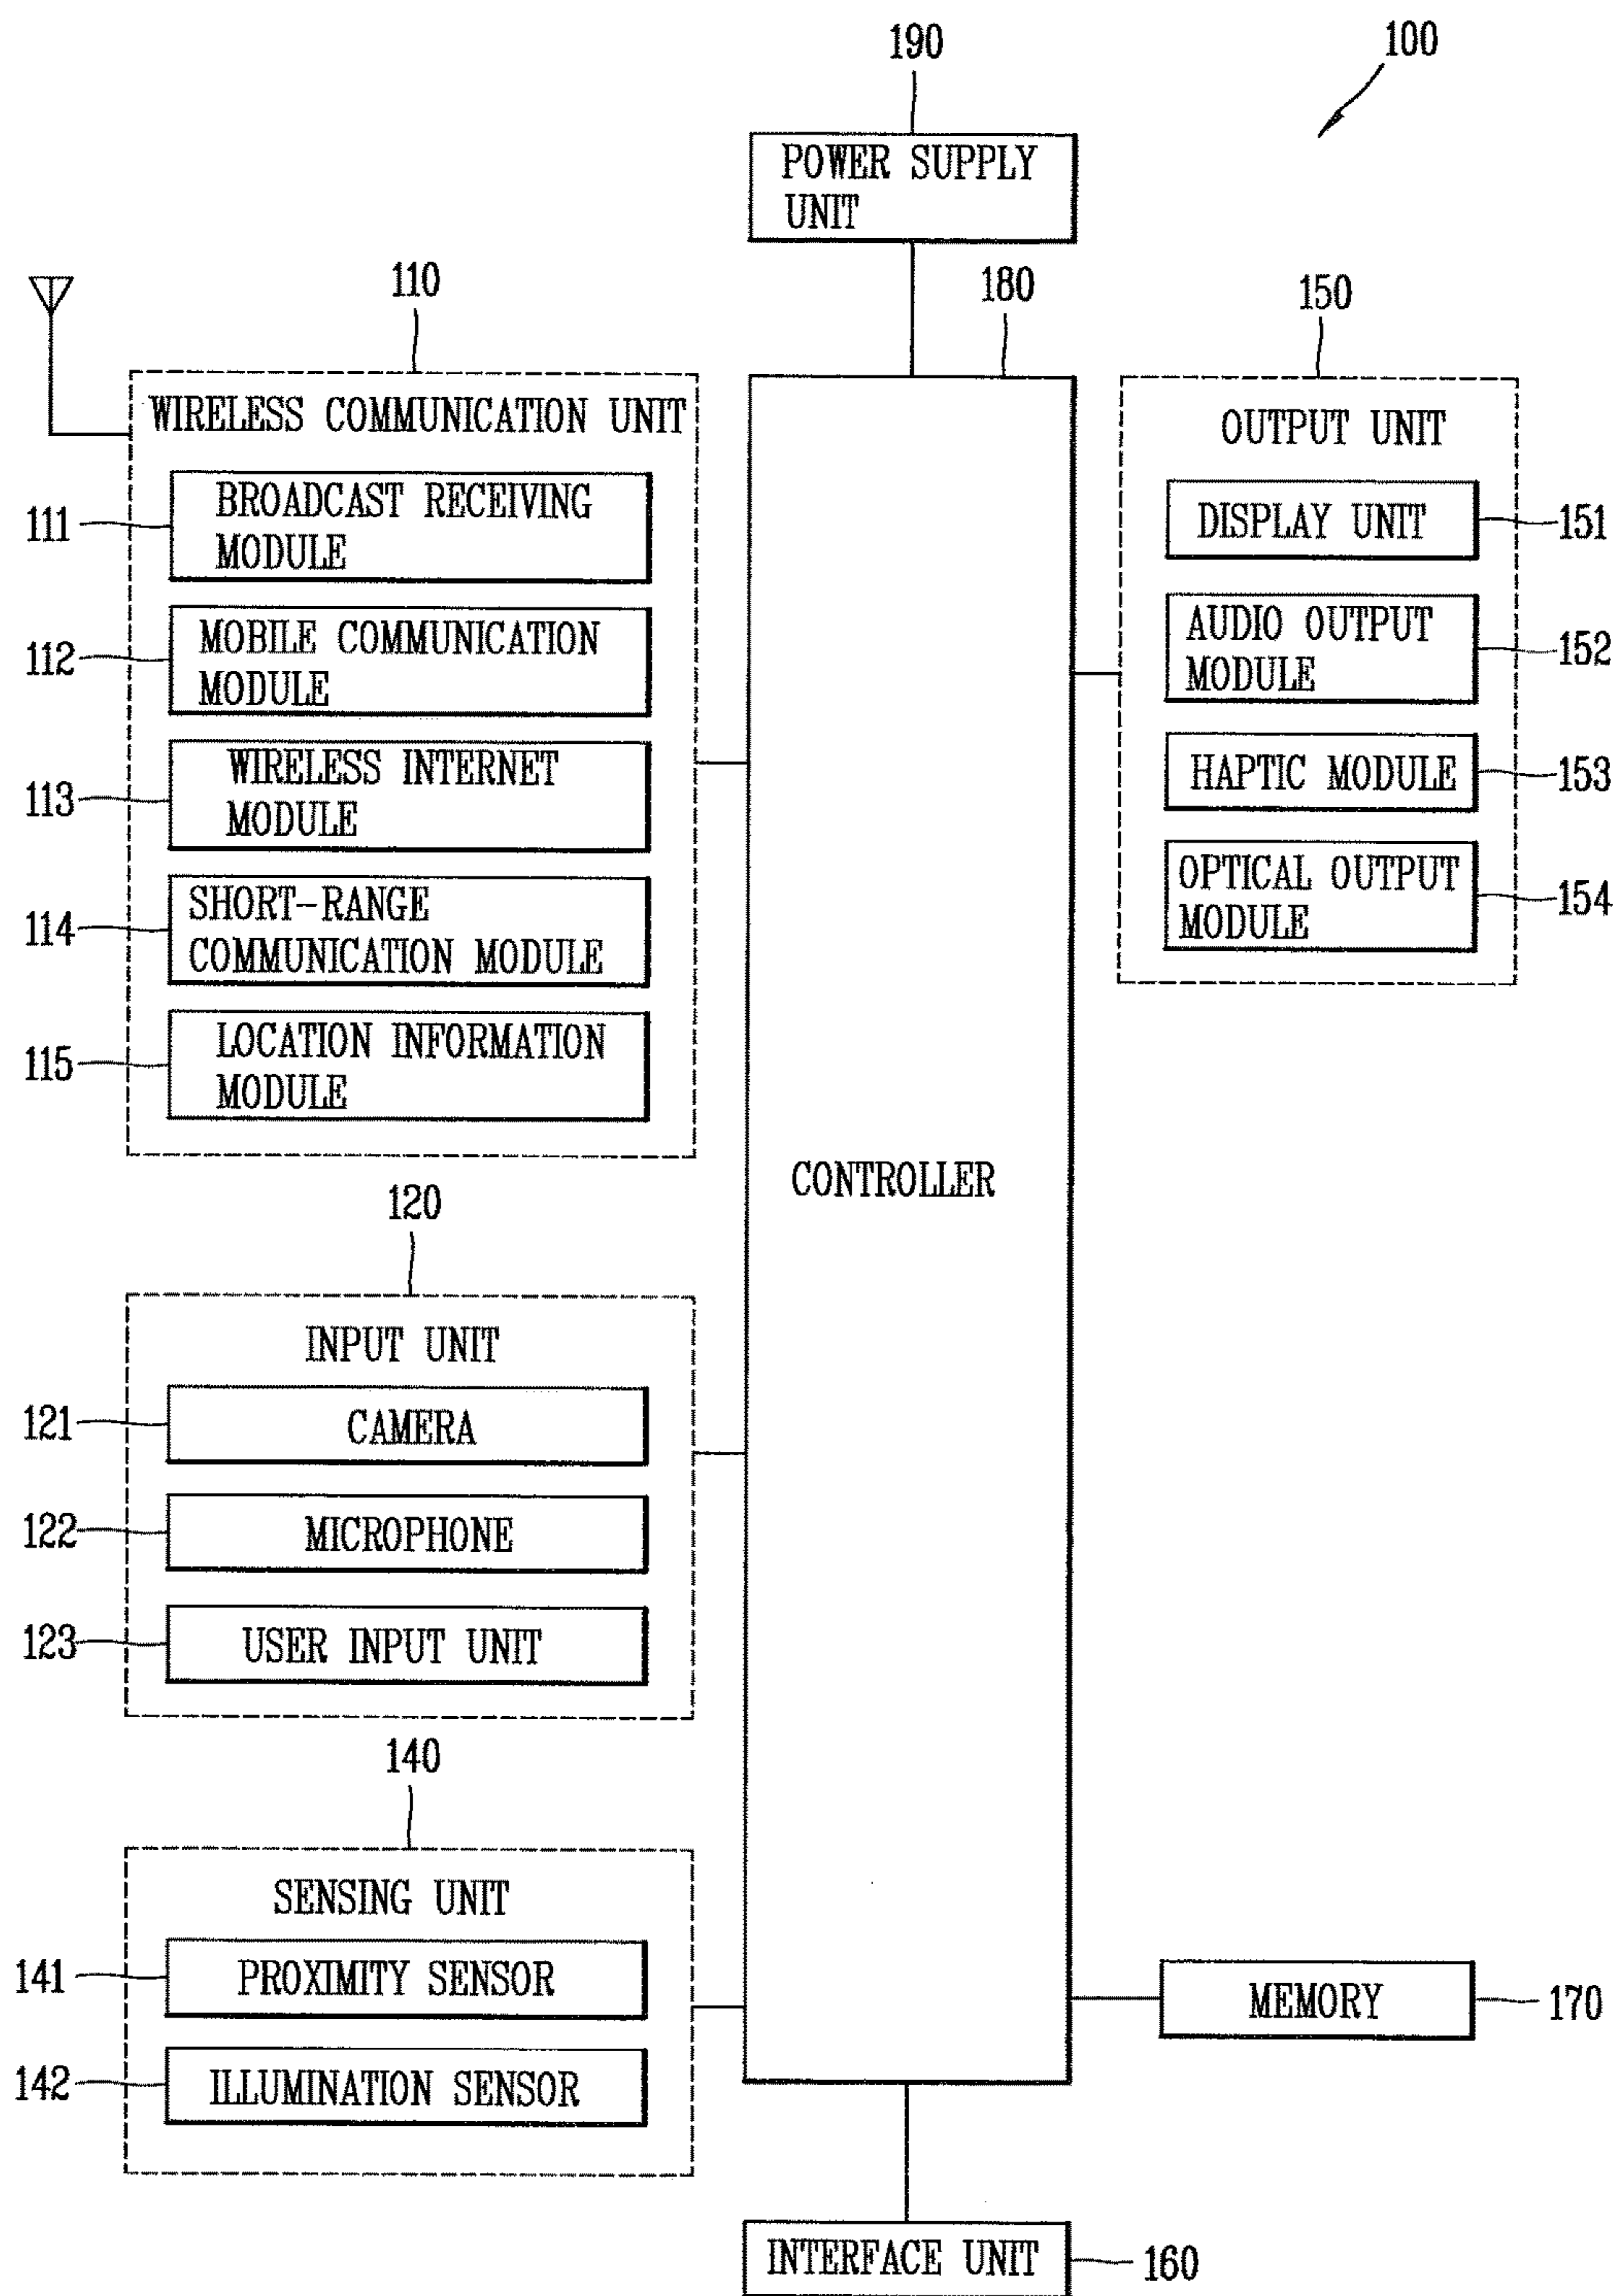 100
190
POWER SUPPLY
UNIT
180
110
WIRELESS COMMUNICATION UNIT
111
BROADCAST RECEIVING
MODULE
112
MOBILE COMMUNICATION
MODULE
113
WIRELESS INTERNET
MODULE
114
SHORT-RANGE
COMMUNICATION MODULE
115
LOCATION INFORMATION
MODULE
150
OUTPUT UNIT
DISPLAY UNIT
151
AUDIO OUTPUT
MODULE
152
HAPTIC MODULE
153
OPTICAL OUTPUT
MODULE
154
CONTROLLER
120
INPUT UNIT
121
CAMERA
122
MICROPHONE
123
USER INPUT UNIT
140
SENSING UNIT
141
PROXIMITY SENSOR
142
ILLUMINATION SENSOR
MEMORY
170
INTERFACE UNIT
160